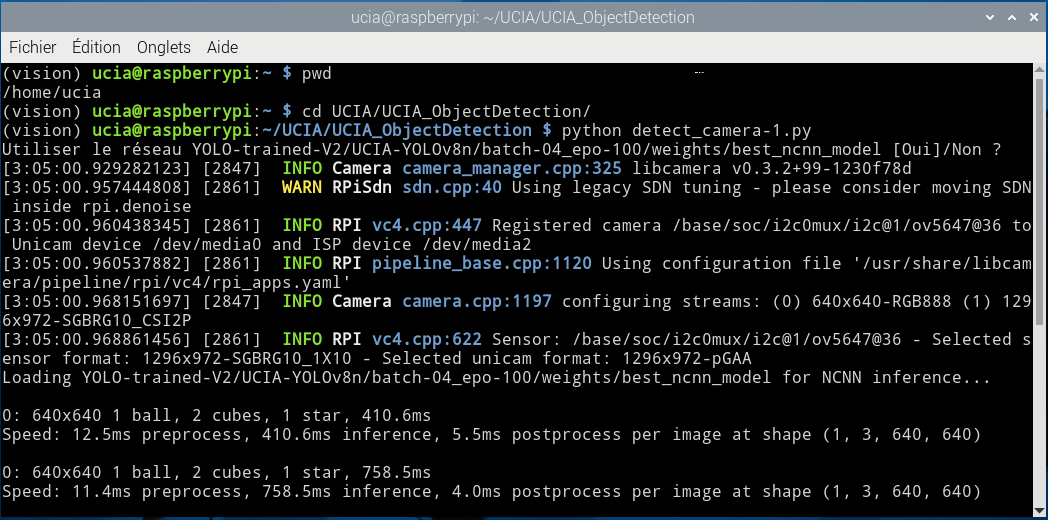 ucia@raspberrypi: ~/UCIA/UCIA_ObjectDetection
Fichier Édition Onglets Aide
(vision) ucia@raspberrypi:~ $ pwd
/home/ucia
(vision) ucia@raspberrypi:~ $ cd UCIA/UCIA_ObjectDetection/
(vision) ucia@raspberrypi:~/UCIA/UCIA_ObjectDetection $ python detect_camera-1.py
Utiliser le réseau YOLO-trained-V2/UCIA-YOLOv8n/batch-04_epo-100/weights/best_ncnn_model [Oui]/Non ?
[3:05:00.929282123] [2847]  INFO Camera camera_manager.cpp:325 libcamera v0.3.2+99-1230f78d
[3:05:00.957444808] [2861]  WARN RPiSdn sdn.cpp:40 Using legacy SDN tuning - please consider moving SDN
 inside rpi.denoise
[3:05:00.960438345] [2861]  INFO RPI vc4.cpp:447 Registered camera /base/soc/i2c0mux/i2c@1/ov5647@36 to
 Unicam device /dev/media0 and ISP device /dev/media2
[3:05:00.960537882] [2861]  INFO RPI pipeline_base.cpp:1120 Using configuration file '/usr/share/libcam
era/pipeline/rpi/vc4/rpi_apps.yaml'
[3:05:00.968151697] [2847]  INFO Camera camera.cpp:1197 configuring streams: (0) 640x640-RGB888 (1) 129
6x972-SGBRG10_CSI2P
[3:05:00.968861456] [2861]  INFO RPI vc4.cpp:622 Sensor: /base/soc/i2c0mux/i2c@1/ov5647@36 - Selected s
ensor format: 1296x972-SGBRG10_1X10 - Selected unicam format: 1296x972-pGAA
Loading YOLO-trained-V2/UCIA-YOLOv8n/batch-04_epo-100/weights/best_ncnn_model for NCNN inference...
0: 640x640 1 ball, 2 cubes, 1 star, 410.6ms
Speed: 12.5ms preprocess, 410.6ms inference, 5.5ms postprocess per image at shape (1, 3, 640, 640)
0: 640x640 1 ball, 2 cubes, 1 star, 758.5ms
Speed: 11.4ms preprocess, 758.5ms inference, 4.0ms postprocess per image at shape (1, 3, 640, 640)